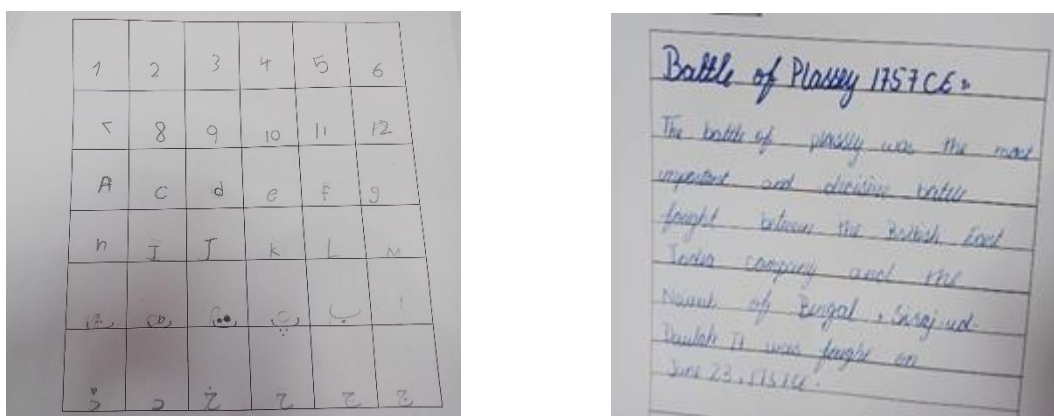 1 2 3 4 5 6
7 8 9 10 11 12
A c d e f g
h I J k L M
پ ب ا
ج
Battle of Plassey 1757 CE:
The battle of plassey was the most
important and decisive battle
fought between the British East
India company and the
Nawab of Bengal, Siraj-ud-
Daulah It was fought on
June 23, 1757 CE.